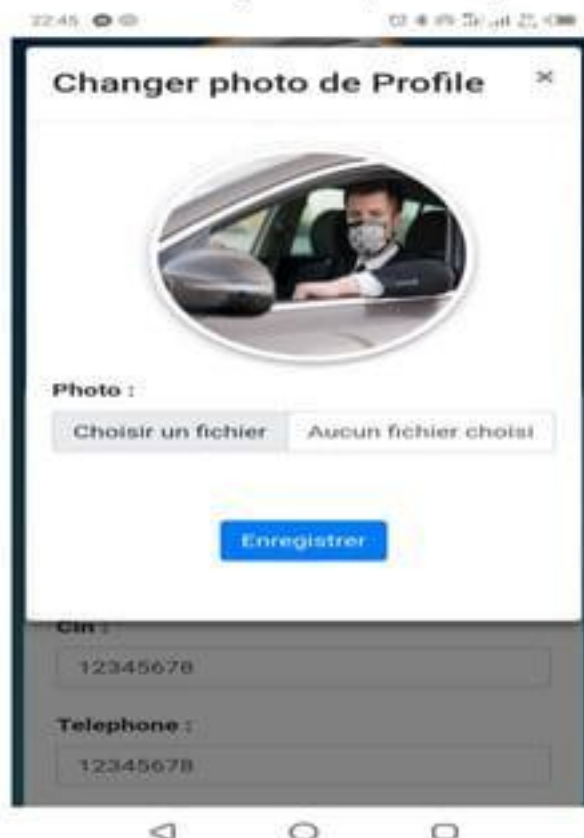 22:45
Changer photo de Profile ×
Photo :
Choisir un fichier Aucun fichier choisi
Enregistrer
Cin :
12345678
Telephone :
12345678